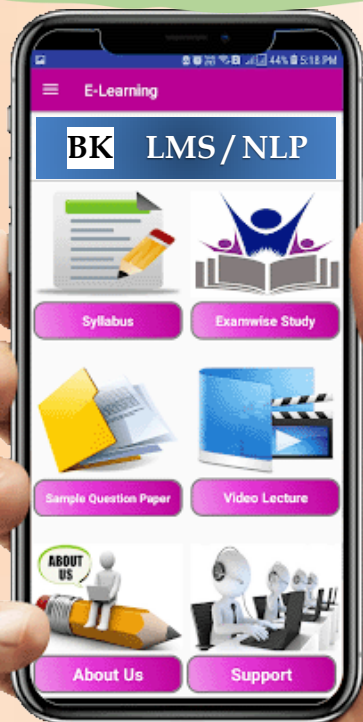 44% 5:18 PM
E-Learning
BK LMS / NLP
Syllabus
Examwise Study
Sample Question Paper
Video Lecture
ABOUT US
About Us
Support